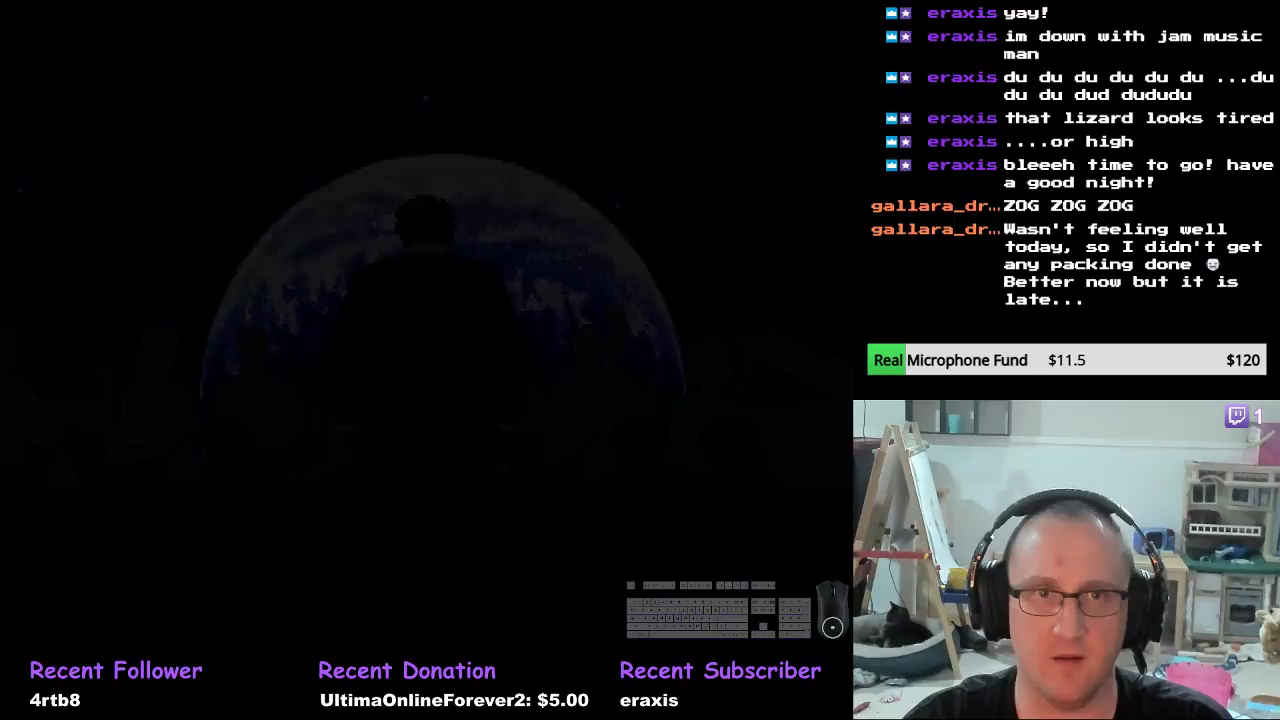 eraxis yay!
eraxis im down with jam music
man
eraxis du du du du du du ...du
du du dud dududu
eraxis that lizard looks tired
eraxis ....or high
eraxis bleeeh time to go! have
a good night!
gallara_dr... ZOG ZOG ZOG
gallara_dr... Wasn't feeling well
today, so I didn't get
any packing done
Better now but it is
late...
Real Microphone Fund $11.5 $120
1
Recent Follower
4rtb8
Recent Donation
UltimaOnlineForever2: $5.00
Recent Subscriber
eraxis